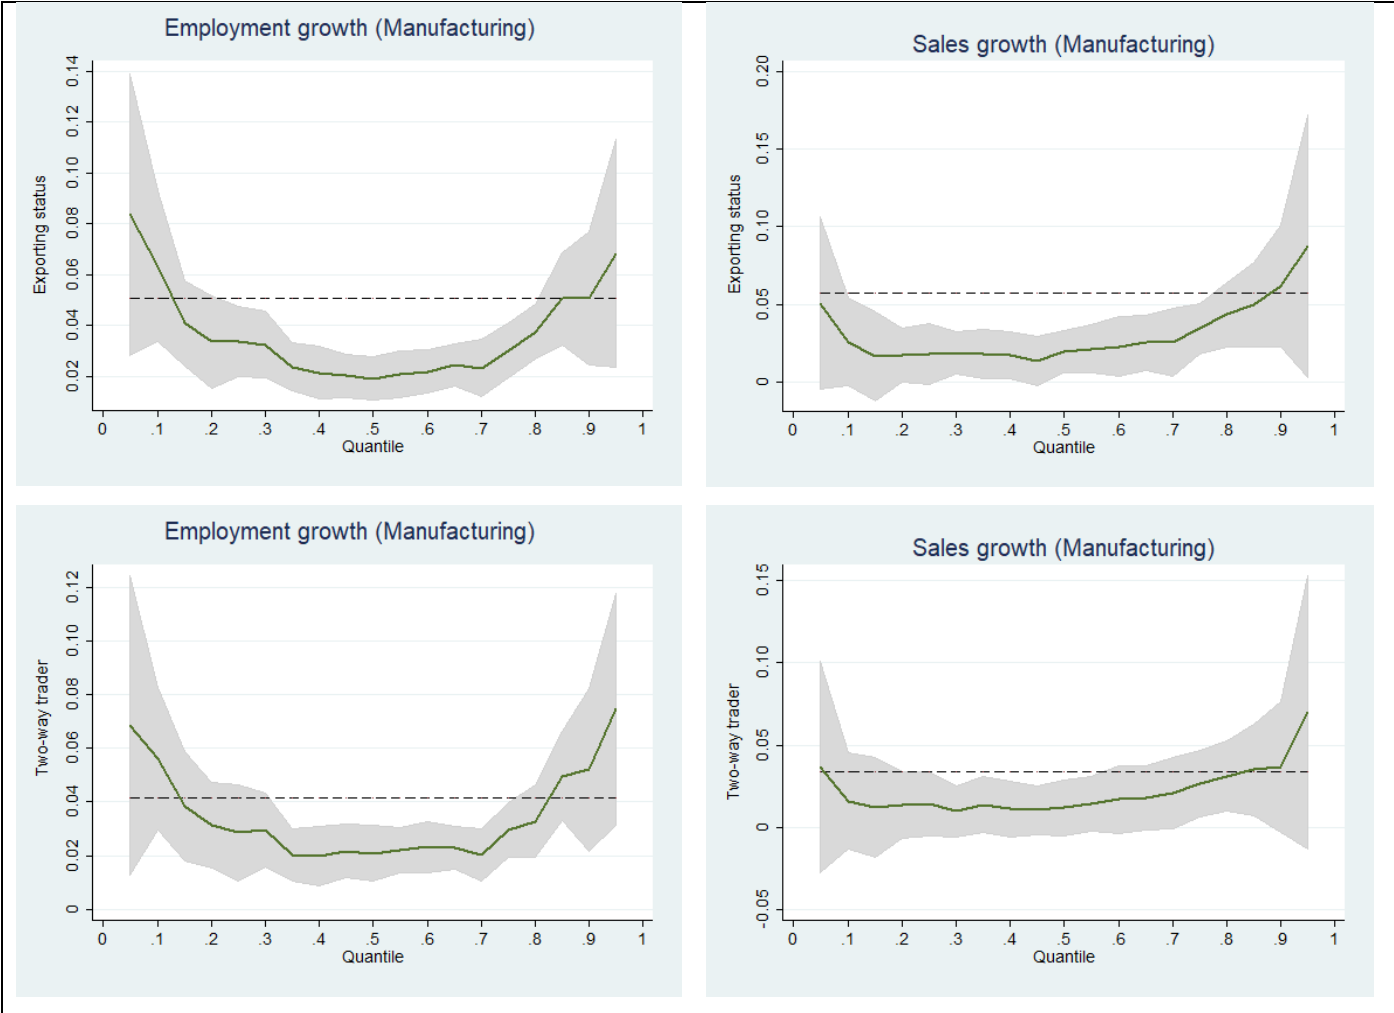 Employment growth (Manufacturing)
Exporting status
0.14
0.12
0.10
0.08
0.06
0.04
0.02
0 .1 .2 .3 .4 .5 .6 .7 .8 .9 1
Quantile
Sales growth (Manufacturing)
Exporting status
0.20
0.15
0.10
0.05
0
0 .1 .2 .3 .4 .5 .6 .7 .8 .9 1
Quantile
Employment growth (Manufacturing)
Two-way trader
0.12
0.10
0.08
0.06
0.04
0.02
0
0 .1 .2 .3 .4 .5 .6 .7 .8 .9 1
Quantile
Sales growth (Manufacturing)
Two-way trader
0.15
0.10
0.05
0
-0.05
0 .1 .2 .3 .4 .5 .6 .7 .8 .9 1
Quantile